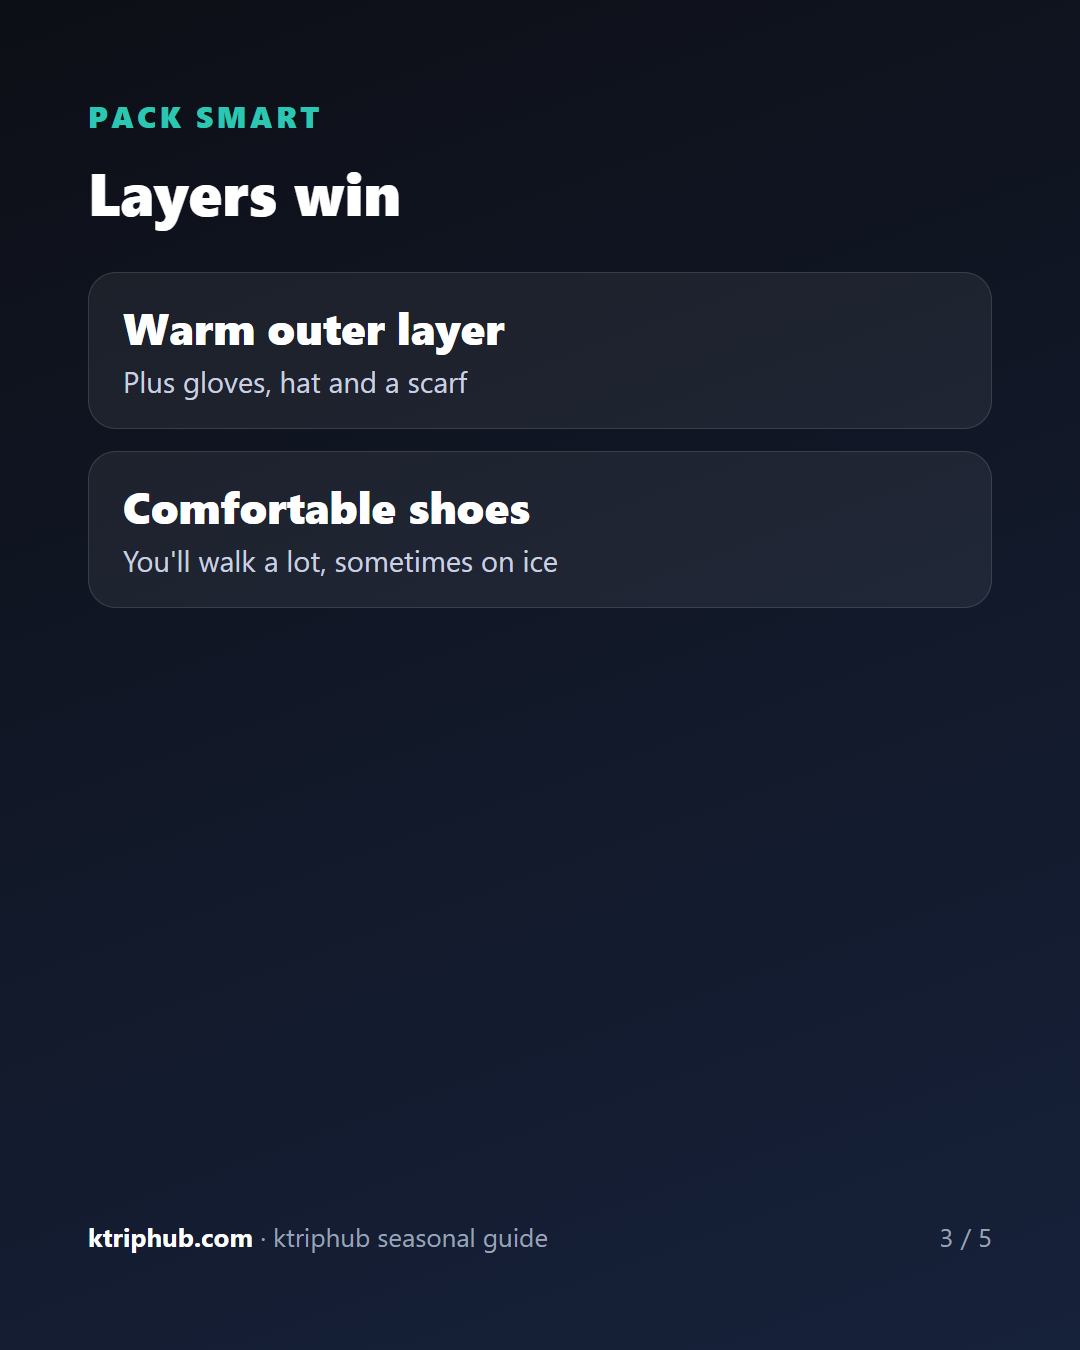 PACK SMART
Layers win
Warm outer layer
Plus gloves, hat and a scarf
Comfortable shoes
You'll walk a lot, sometimes on ice
ktriphub.com · ktriphub seasonal guide
3 / 5